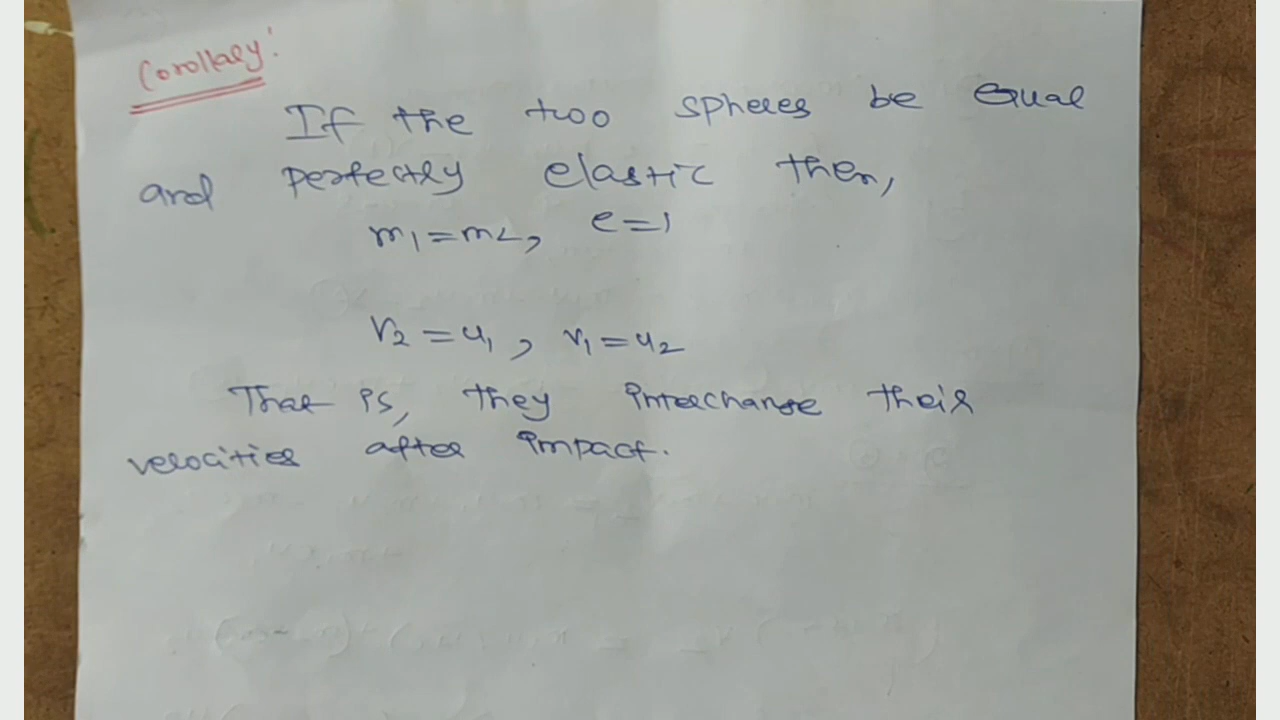 Corollary:
If the two spheres be equal
and perfectly elastic then,
m₁=m₂, e=1
v₂=u₁, v₁=u₂
That is, they interchange their
velocities after impact.